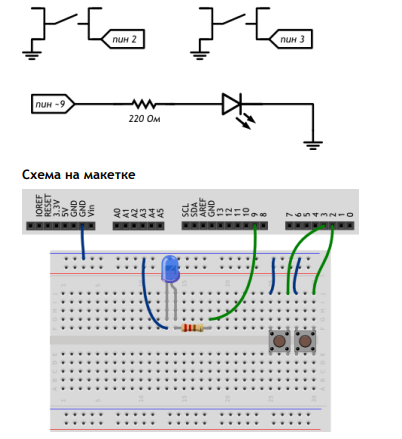 пин 2
пин 3
пин ~9
220 Ом
Схема на макетке
IOREF
RESET
3.3V
5V
GND
GND
Vin
A0
A1
A2
A3
A4
A5
SCL
SDA
AREF
GND
13
12
11
10
9
8
7
6
5
4
3
2
1
0